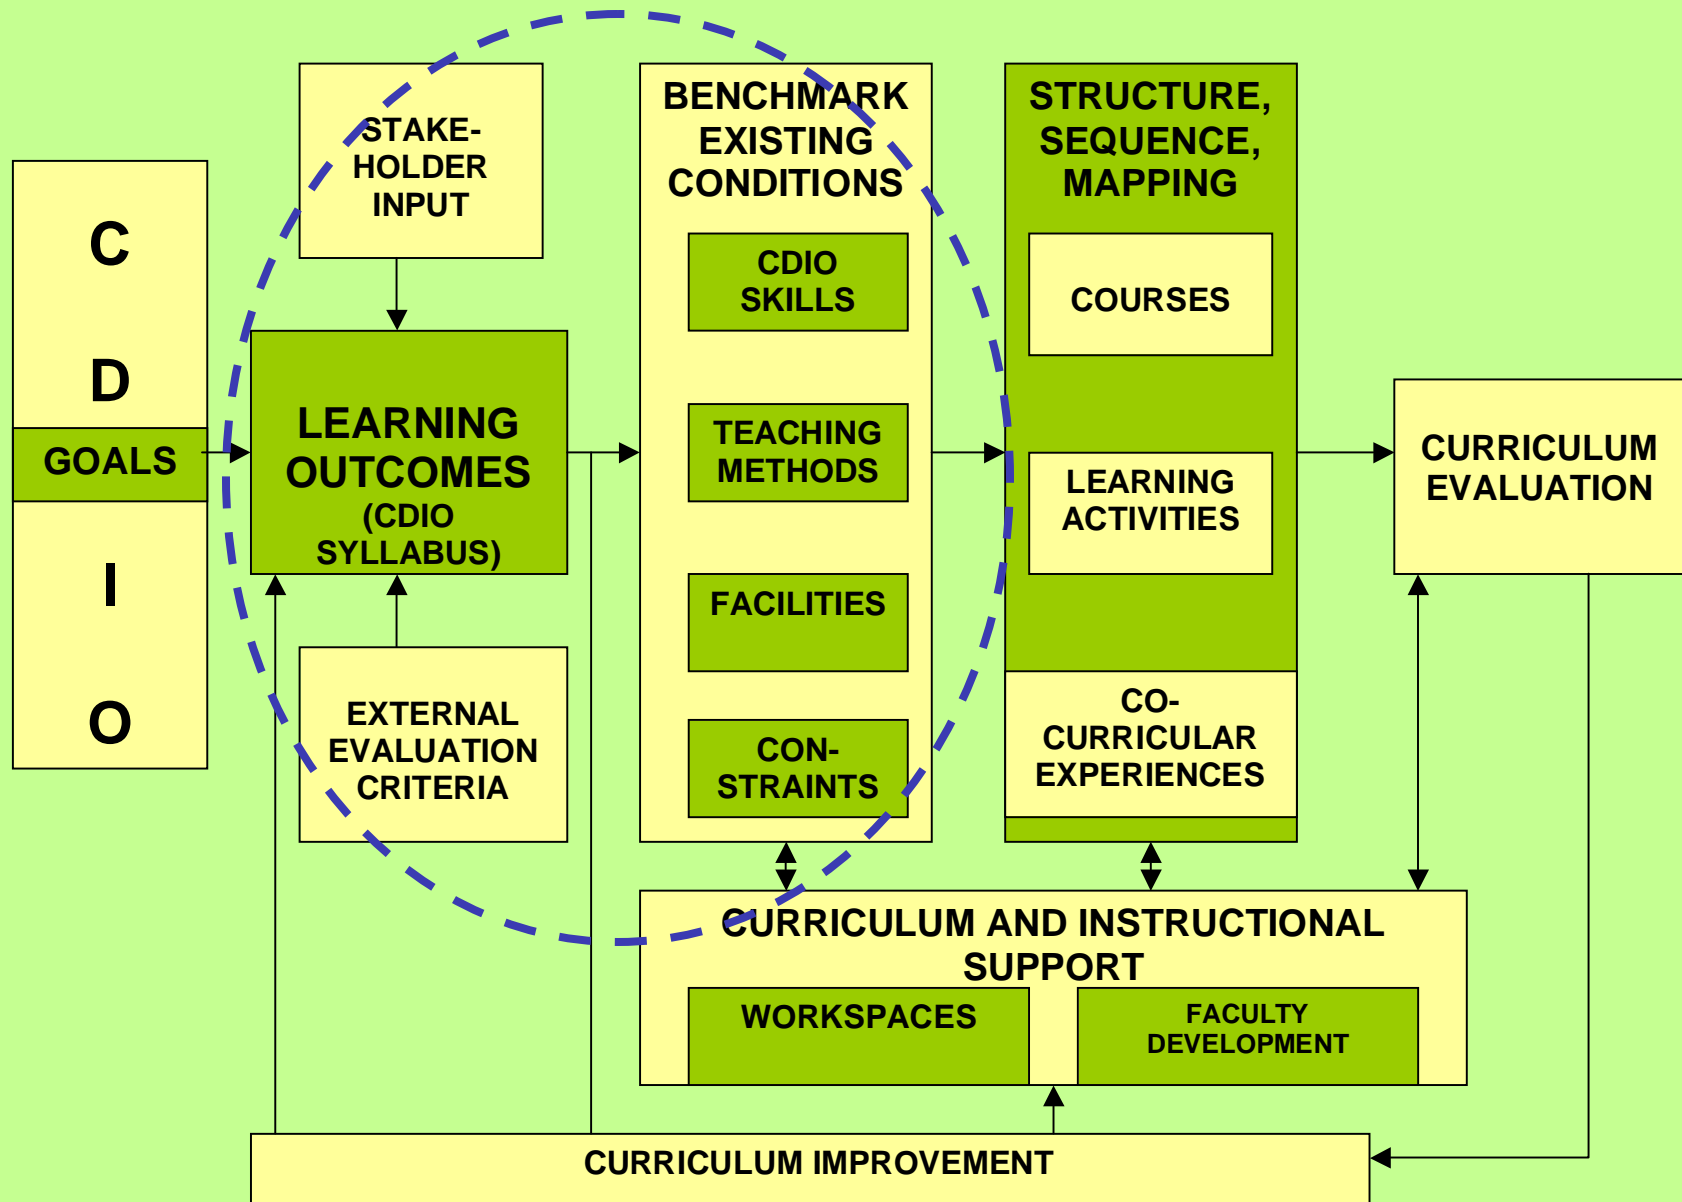 C
D
GOALS
I
O
STAKE-
HOLDER
INPUT
LEARNING
OUTCOMES
(CDIO
SYLLABUS)
EXTERNAL
EVALUATION
CRITERIA
BENCHMARK
EXISTING
CONDITIONS
CDIO
SKILLS
TEACHING
METHODS
FACILITIES
CON-
STRAINTS
STRUCTURE,
SEQUENCE,
MAPPING
COURSES
LEARNING
ACTIVITIES
CO-
CURRICULAR
EXPERIENCES
CURRICULUM
EVALUATION
CURRICULUM AND INSTRUCTIONAL
SUPPORT
WORKSPACES
FACULTY
DEVELOPMENT
CURRICULUM IMPROVEMENT